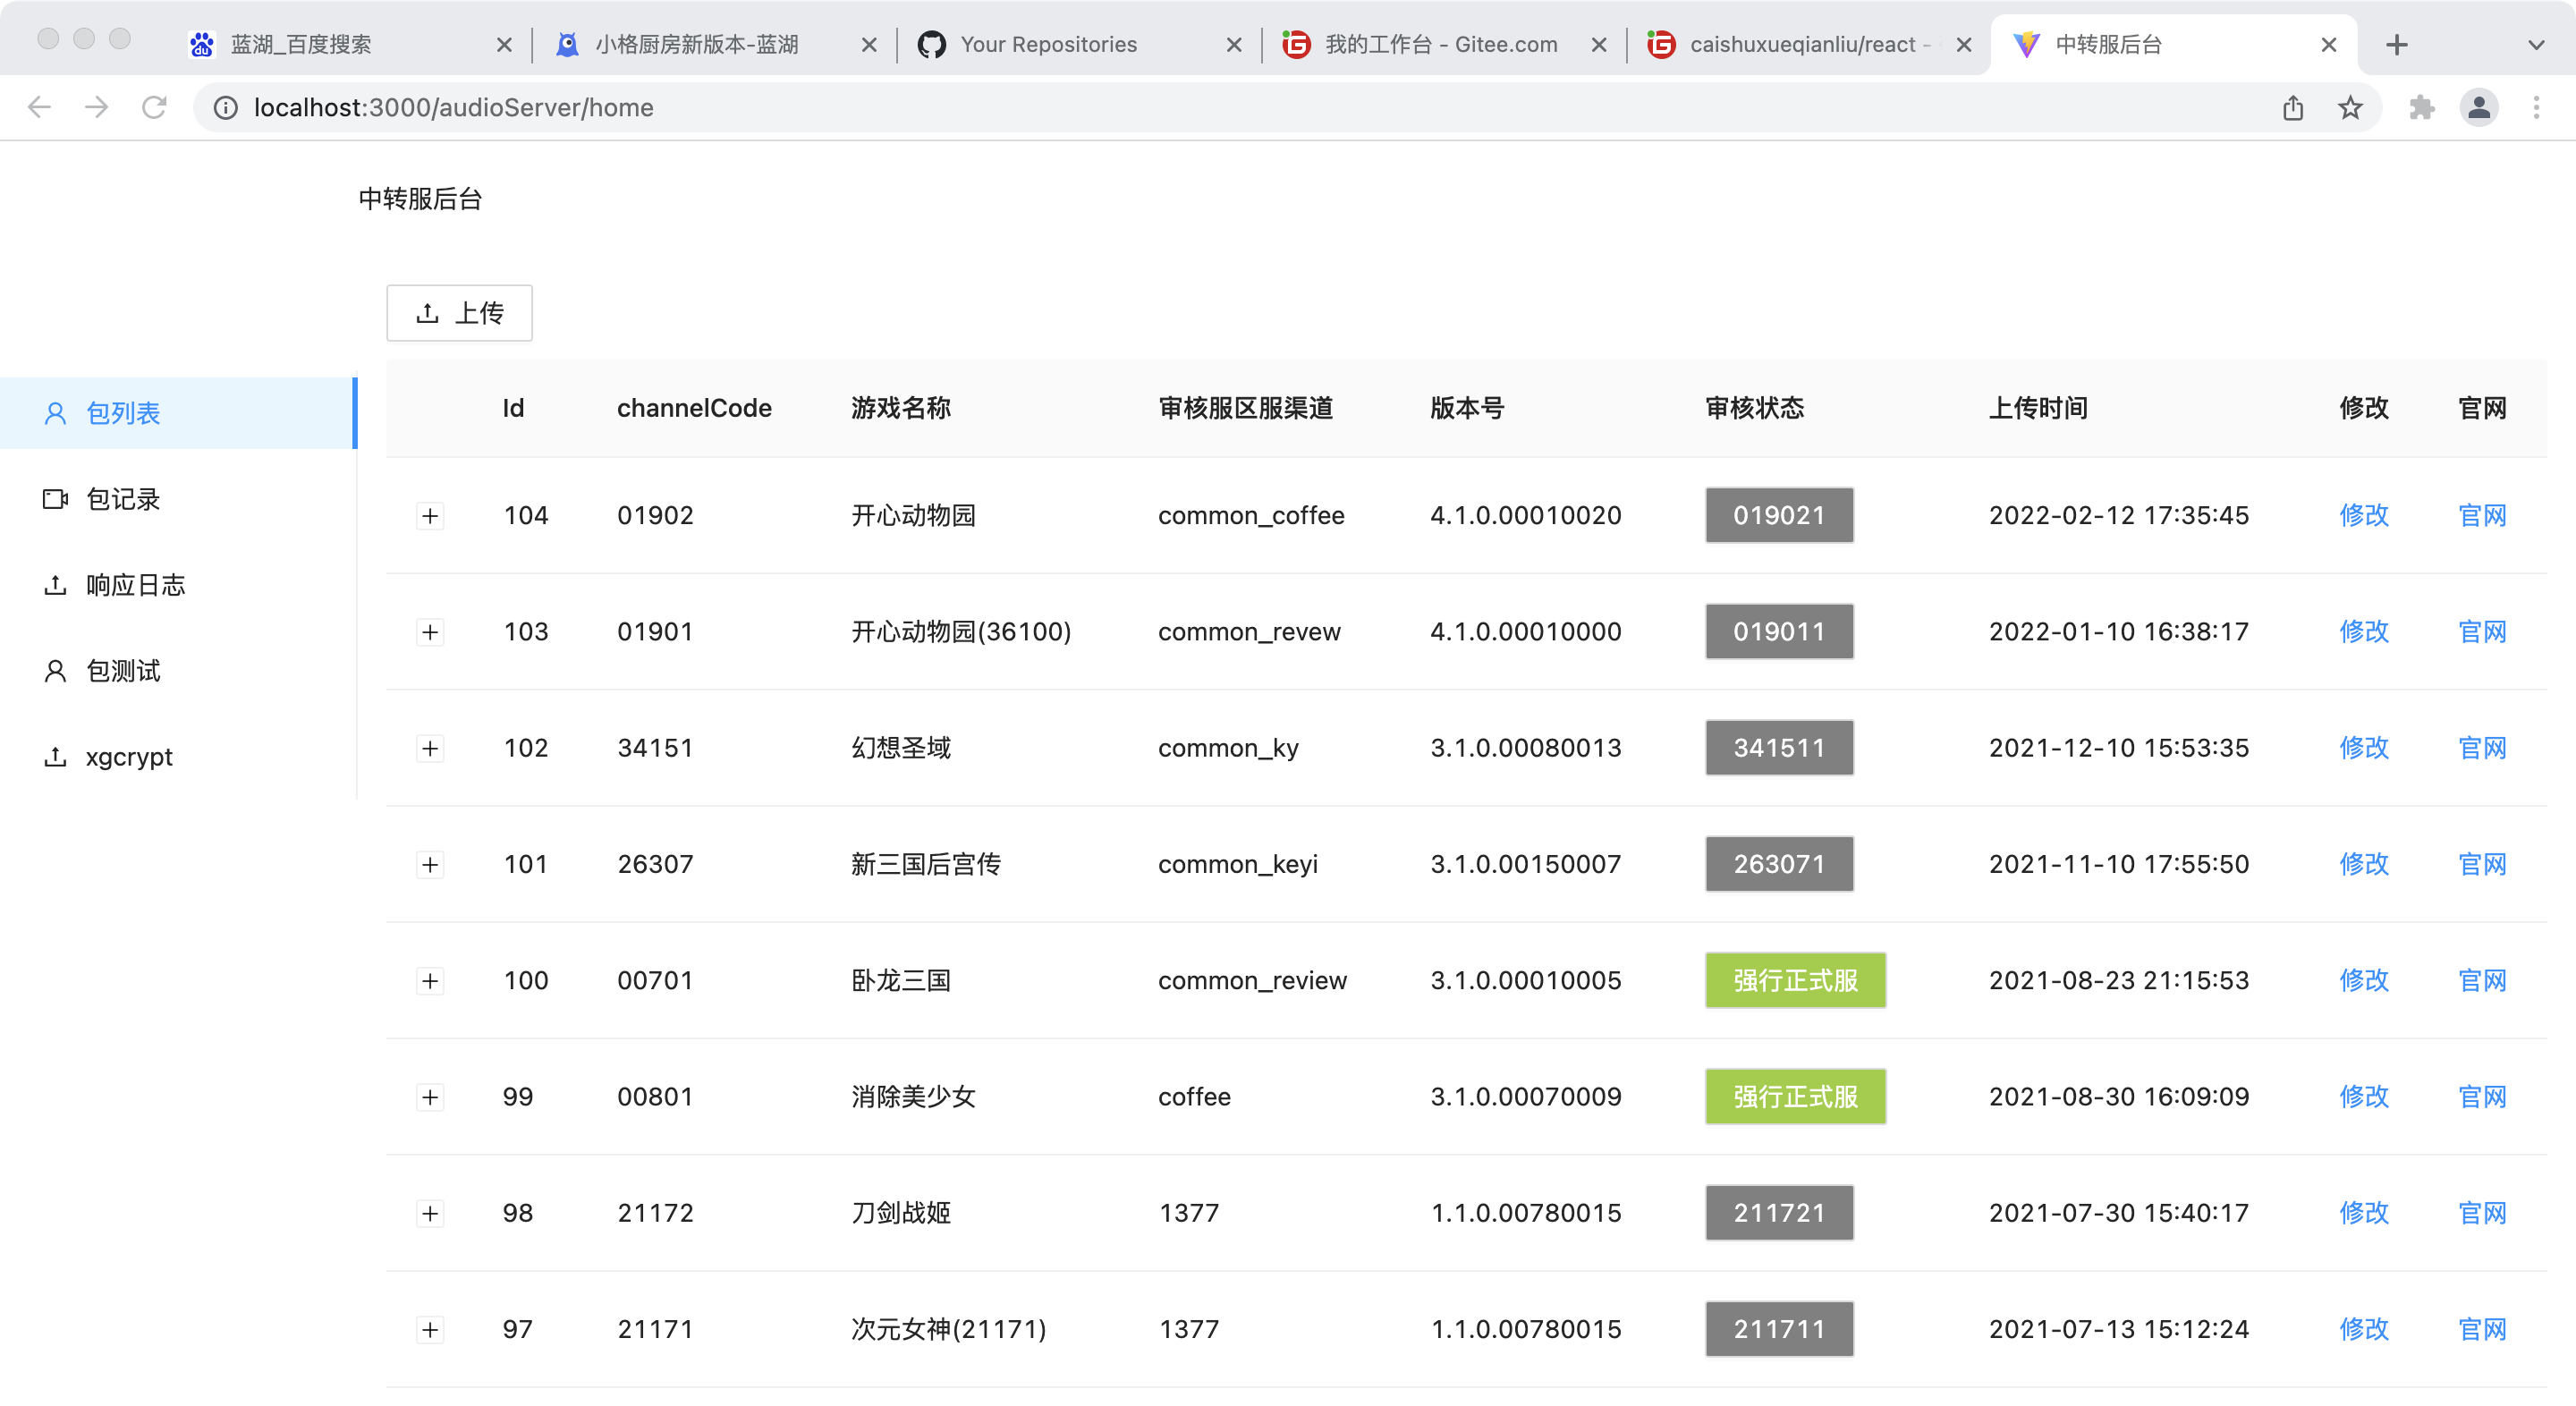 蓝湖_百度搜索
小格厨房新版本-蓝湖
Your Repositories
我的工作台 - Gitee.com
caishuxueqianliu/react -
中转服后台
localhost:3000/audioServer/home
中转服后台
上传
包列表
包记录
响应日志
包测试
xgcrypt
Id channelCode 游戏名称 审核服区服渠道 版本号 审核状态 上传时间 修改 官网
104 01902 开心动物园 common_coffee 4.1.0.00010020 019021 2022-02-12 17:35:45 修改 官网
103 01901 开心动物园(36100) common_revew 4.1.0.00010000 019011 2022-01-10 16:38:17 修改 官网
102 34151 幻想圣域 common_ky 3.1.0.00080013 341511 2021-12-10 15:53:35 修改 官网
101 26307 新三国后宫传 common_keyi 3.1.0.00150007 263071 2021-11-10 17:55:50 修改 官网
100 00701 卧龙三国 common_review 3.1.0.00010005 强行正式服 2021-08-23 21:15:53 修改 官网
99 00801 消除美少女 coffee 3.1.0.00070009 强行正式服 2021-08-30 16:09:09 修改 官网
98 21172 刀剑战姬 1377 1.1.0.00780015 211721 2021-07-30 15:40:17 修改 官网
97 21171 次元女神(21171) 1377 1.1.0.00780015 211711 2021-07-13 15:12:24 修改 官网